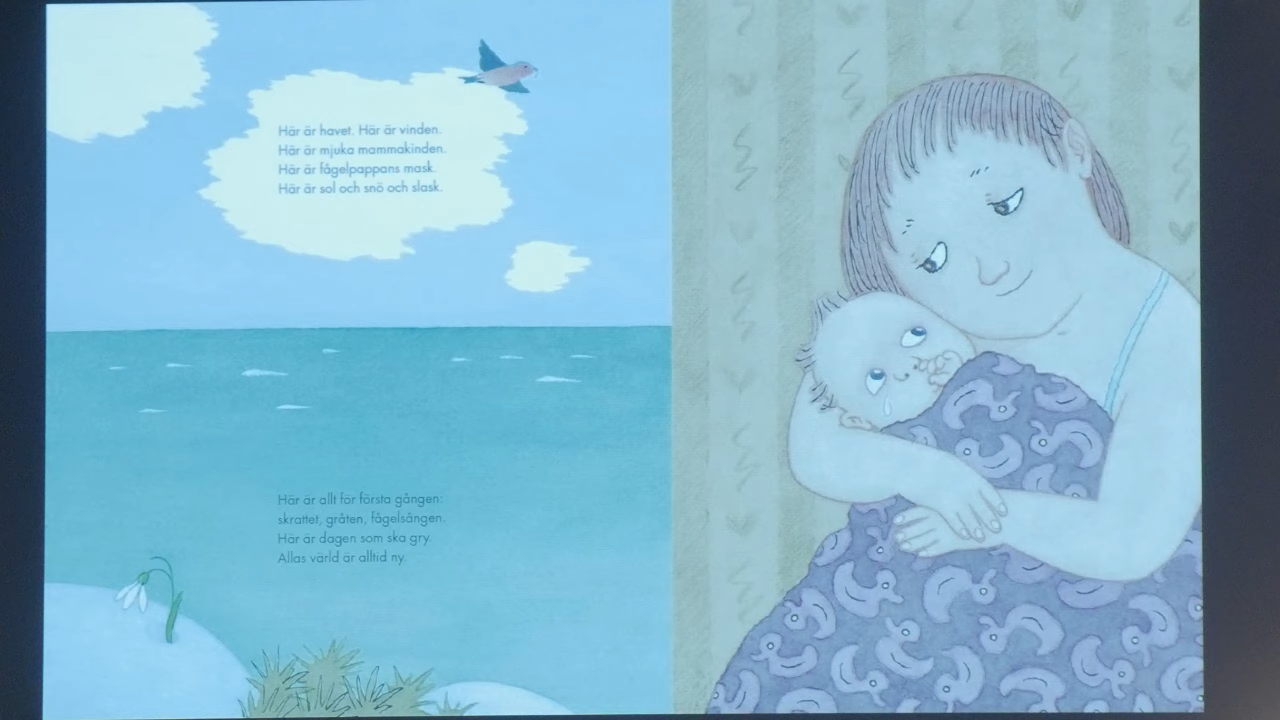 Här är havet. Här är vinden.
Här är mjuka mammakinden.
Här är fågelpappans mask.
Här är sol och snö och slask.
Här är allt för första gången:
skrattet, gråten, fågelsången.
Här är dagen som ska gry.
Allas värld är alltid ny.